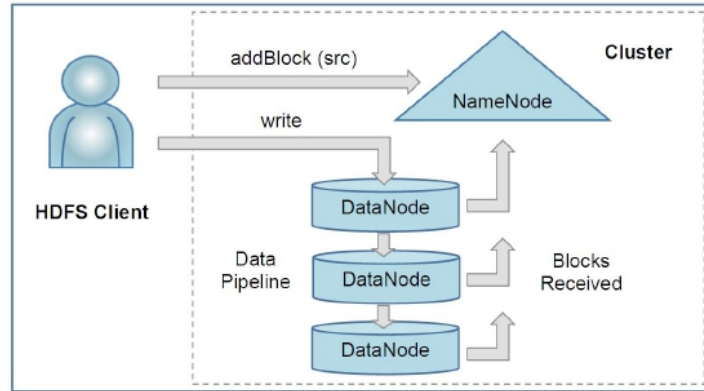 addBlock (src)
Cluster
NameNode
write
HDFS Client
DataNode
Data
Pipeline
DataNode
Blocks
Received
DataNode